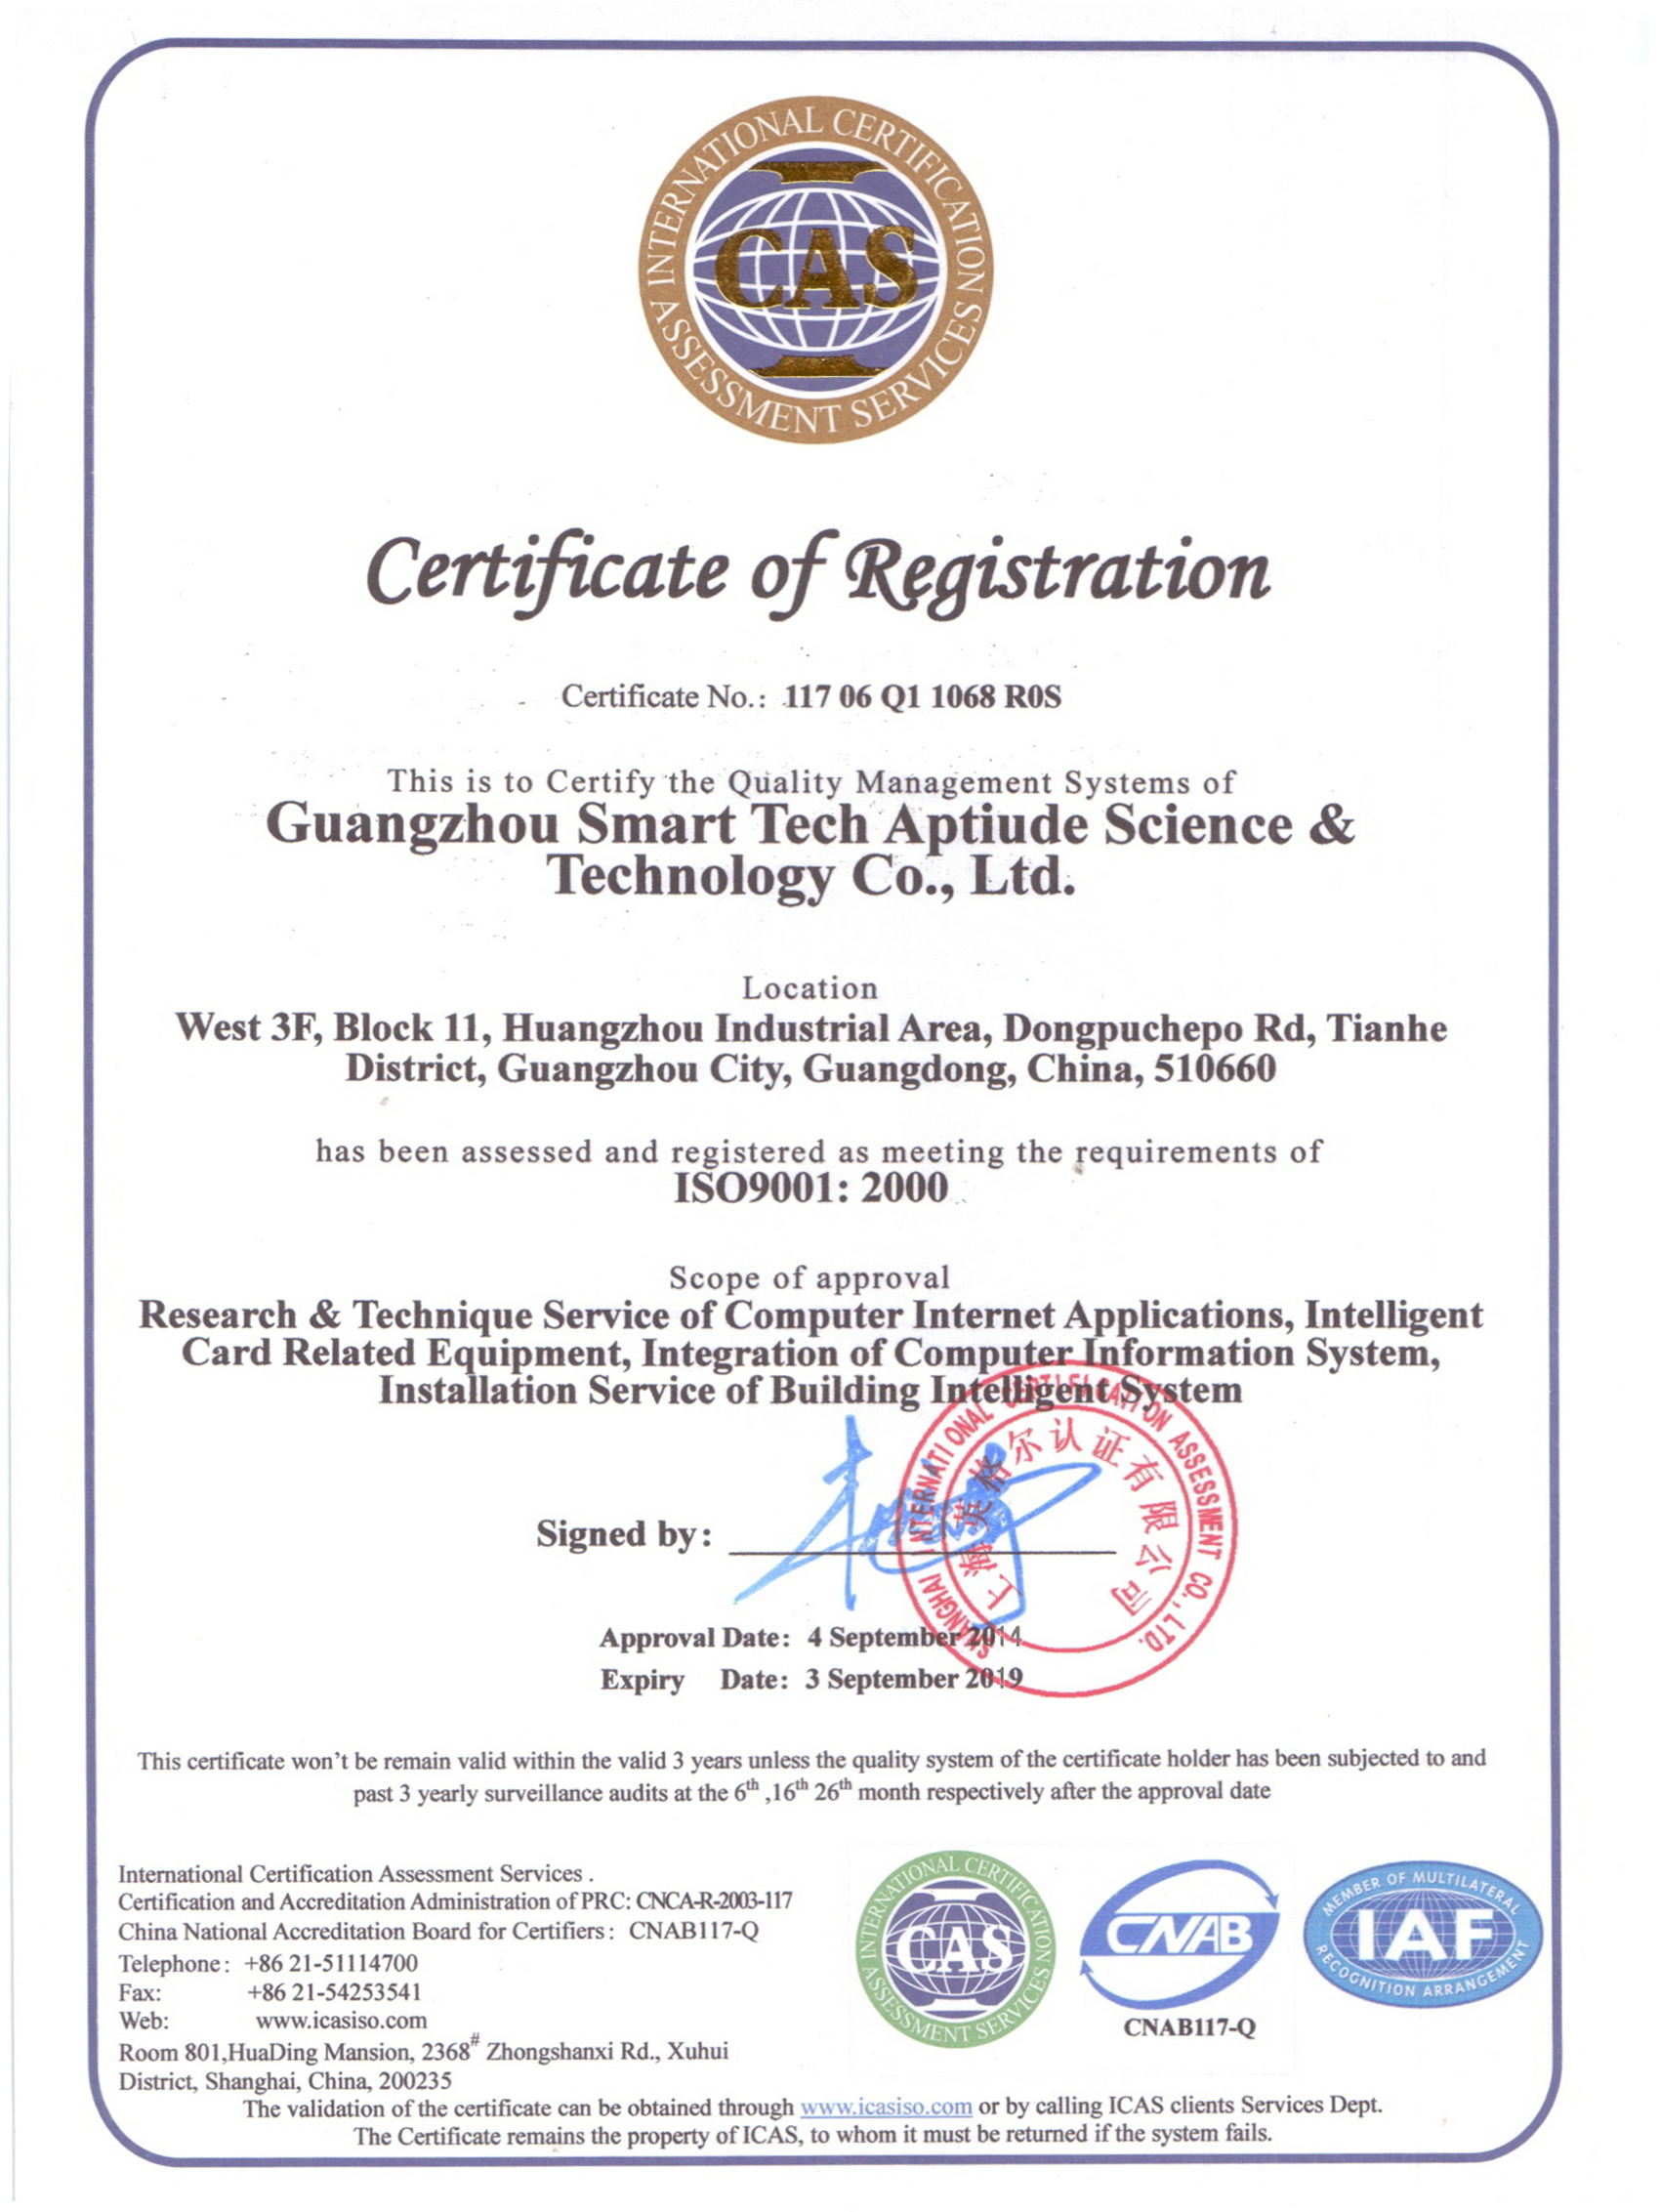 INTERNATIONAL CERTIFICATION
ASSESSMENT SERVICES
CAS
Certificate of Registration
Certificate No.: 117 06 Q1 1068 R0S
This is to Certify the Quality Management Systems of
Guangzhou Smart Tech Aptiude Science &
Technology Co., Ltd.
Location
West 3F, Block 11, Huangzhou Industrial Area, Dongpuchepo Rd, Tianhe
District, Guangzhou City, Guangdong, China, 510660
has been assessed and registered as meeting the requirements of
ISO9001: 2000
Scope of approval
Research & Technique Service of Computer Internet Applications, Intelligent
Card Related Equipment, Integration of Computer Information System,
Installation Service of Building Intelligent System
SHANGHAI INTERNATIONAL CERTIFICATION ASSESSMENT CO., LTD.
上海英格尔认证有限公司
Signed by:
Approval Date: 4 September 2014
Expiry Date: 3 September 2019
This certificate won't be remain valid within the valid 3 years unless the quality system of the certificate holder has been subjected to and
past 3 yearly surveillance audits at the 6th ,16th 26th month respectively after the approval date
International Certification Assessment Services .
Certification and Accreditation Administration of PRC: CNCA-R-2003-117
China National Accreditation Board for Certifiers: CNAB117-Q
Telephone: +86 21-51114700
Fax: +86 21-54253541
Web: www.icasiso.com
Room 801,HuaDing Mansion, 2368# Zhongshanxi Rd., Xuhui
District, Shanghai, China, 200235
INTERNATIONAL CERTIFICATION
ASSESSMENT SERVICES
CAS
CNAB
CNAB117-Q
MEMBER OF MULTILATERAL
IAF
RECOGNITION ARRANGEMENT
The validation of the certificate can be obtained through www.icasiso.com or by calling ICAS clients Services Dept.
The Certificate remains the property of ICAS, to whom it must be returned if the system fails.